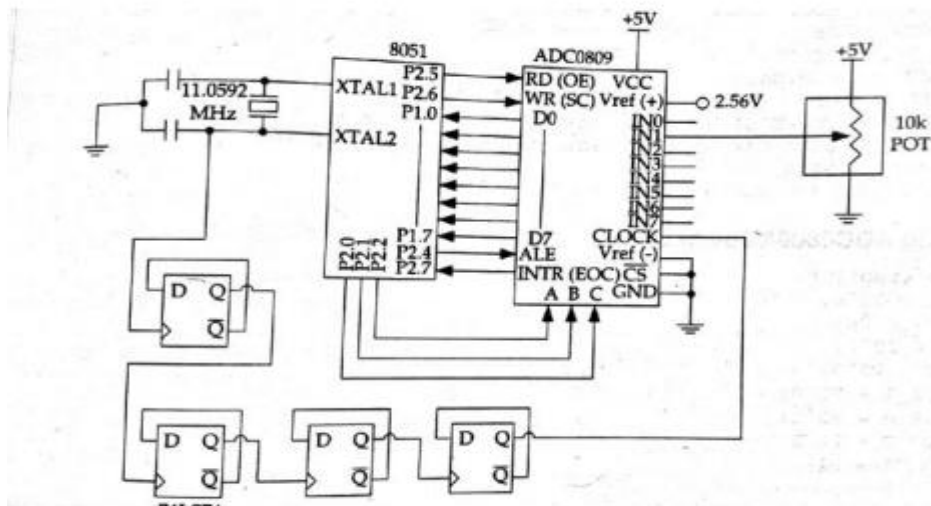 +5V
8051
ADC0809
+5V
XTAL1
XTAL2
11.0592
MHz
P2.5
P2.6
P1.0
P1.7
P2.4
P2.7
P2.0
P2.1
P2.2
RD (OE)
WR (SC)
D0
D7
ALE
INTR (EOC)
A B C
VCC
Vref (+)
2.56V
IN0
IN1
IN2
IN3
IN4
IN5
IN6
IN7
CLOCK
Vref (-)
CS
GND
10k
POT
D Q
Q
D Q
Q
D Q
Q
D Q
Q